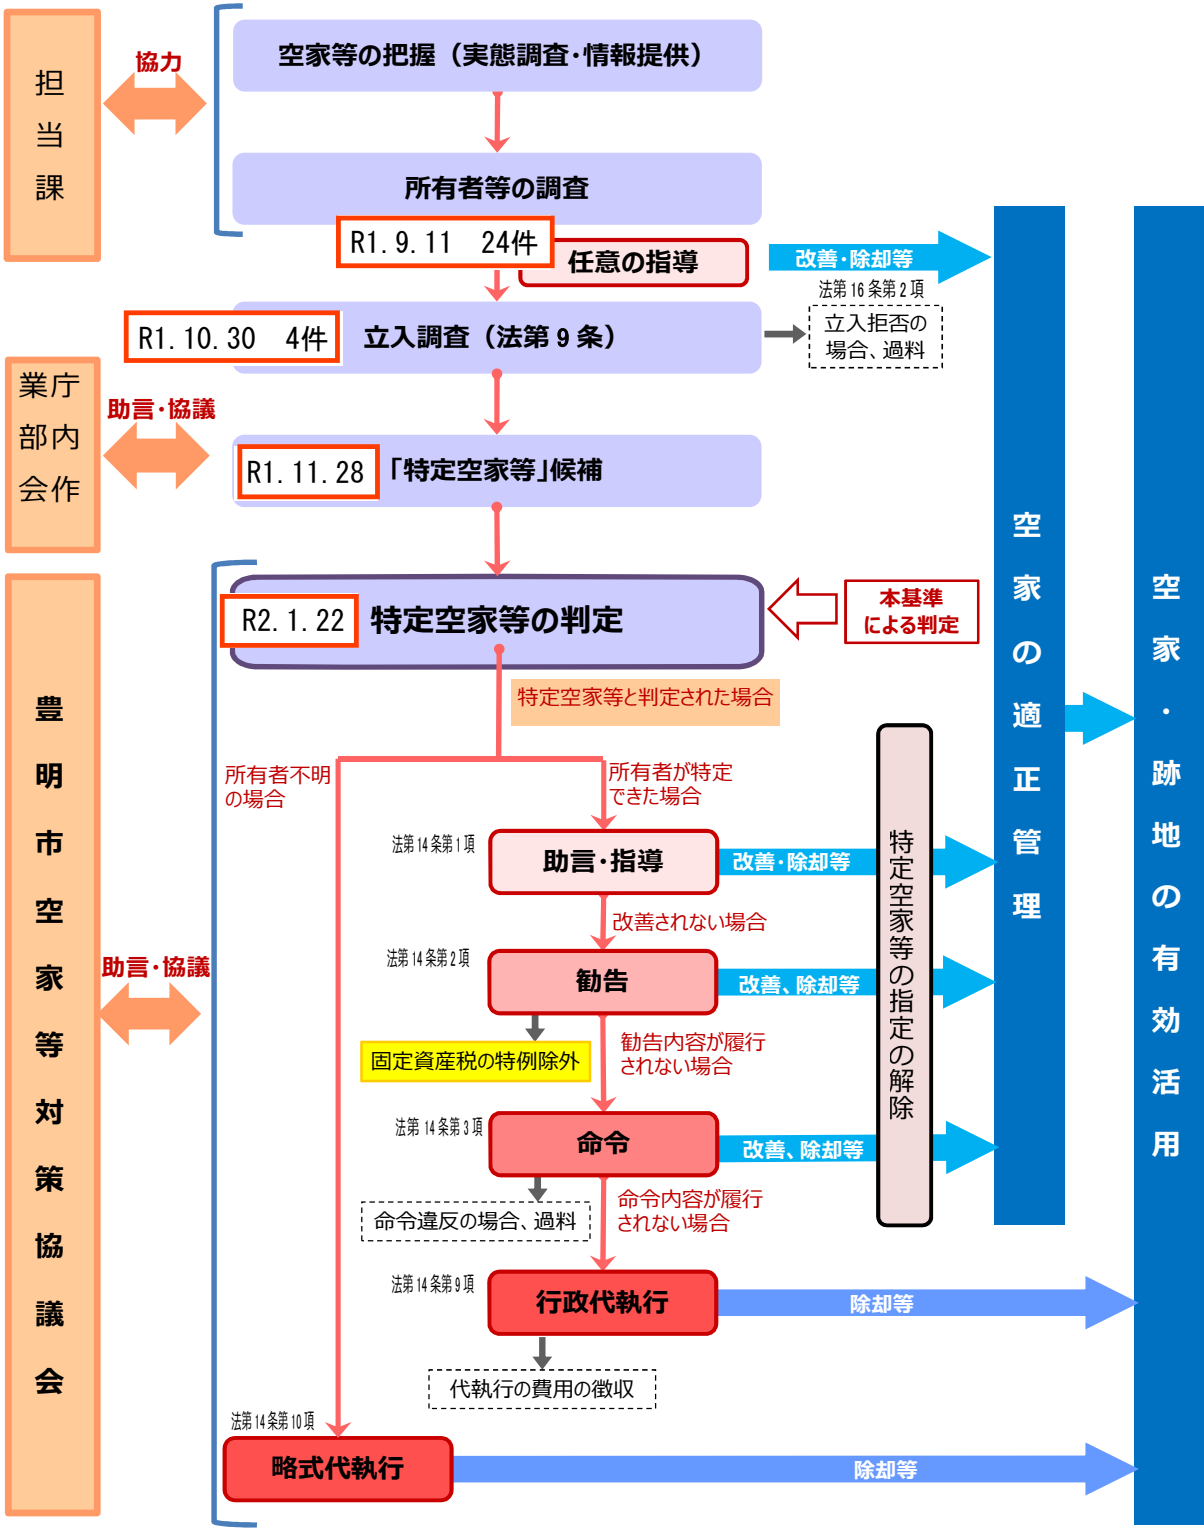 担当課
協力
空家等の把握（実態調査・情報提供）
所有者等の調査
R1.9.11　24件
任意の指導
改善・除却等
法第16条第2項
立入拒否の
場合、過料
R1.10.30　4件
立入調査（法第9条）
庁内作
業部会
助言・協議
R1.11.28
「特定空家等」候補
豊明市空家等対策協議会
助言・協議
R2.1.22
特定空家等の判定
本基準
による判定
特定空家等と判定された場合
所有者不明
の場合
所有者が特定
できた場合
法第14条第1項
助言・指導
改善・除却等
改善されない場合
法第14条第2項
勧告
改善、除却等
固定資産税の特例除外
勧告内容が履行
されない場合
法第14条第3項
命令
改善、除却等
命令違反の場合、過料
命令内容が履行
されない場合
法第14条第9項
行政代執行
除却等
代執行の費用の徴収
法第14条第10項
略式代執行
除却等
特定空家等の指定の解除
空家の適正管理
空家・跡地の有効活用